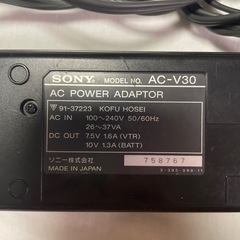 SONY MODEL NO. AC-V30
AC POWER ADAPTOR
91-37223 KOFU HOSEI
AC IN 100~240V 50/60Hz
26~37VA
DC OUT 7.5V 1.6A (VTR)
10V 1.3A (BATT)
ソニー株式会社
MADE IN JAPAN
758767